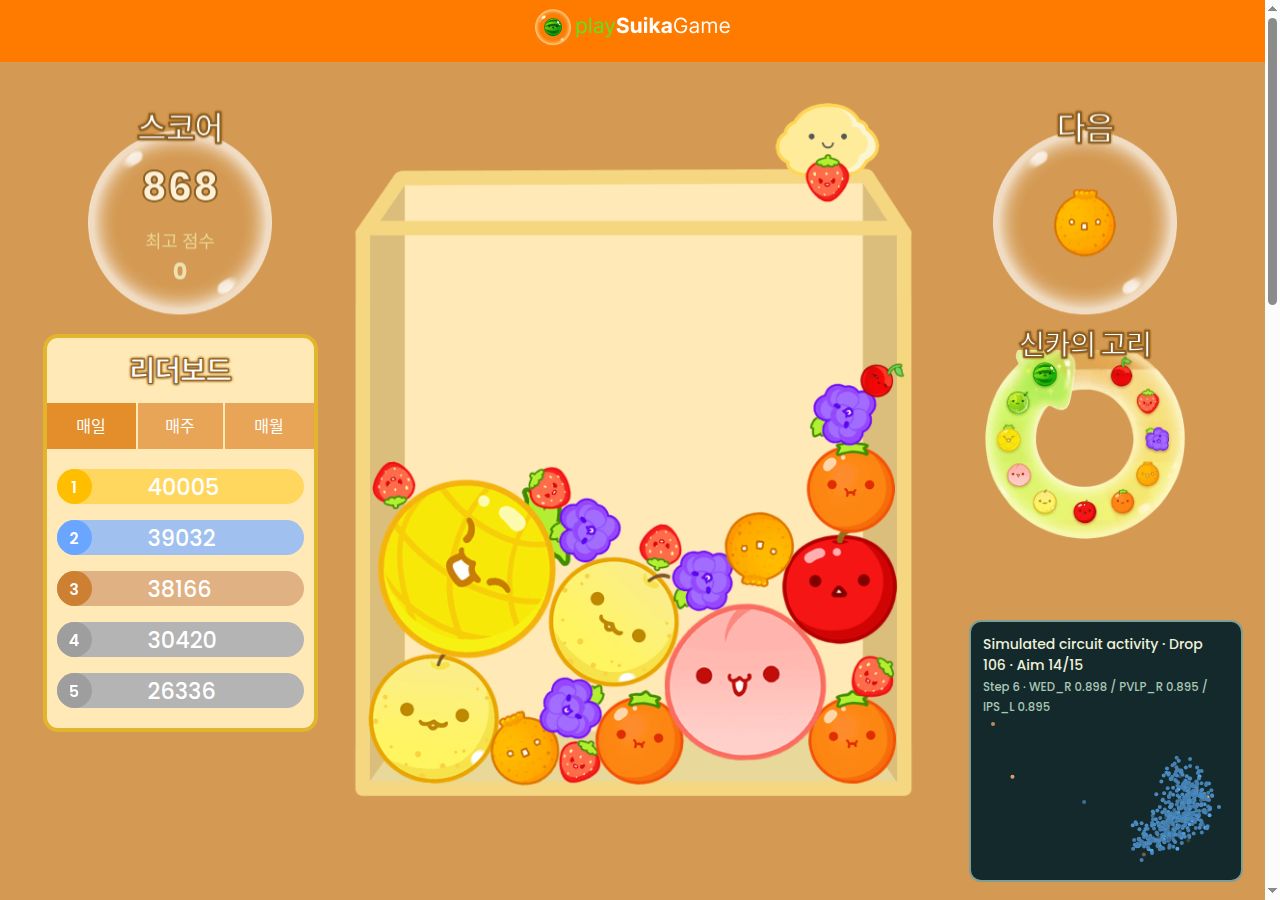 playSuikaGame
스코어
868
최고 점수
0
다음
신카의 고리
리더보드
매일 매주 매월
1 40005
2 39032
3 38166
4 30420
5 26336
Simulated circuit activity · Drop
106 · Aim 14/15
Step 6 · WED_R 0.898 / PVLP_R 0.895 /
IPS_L 0.895